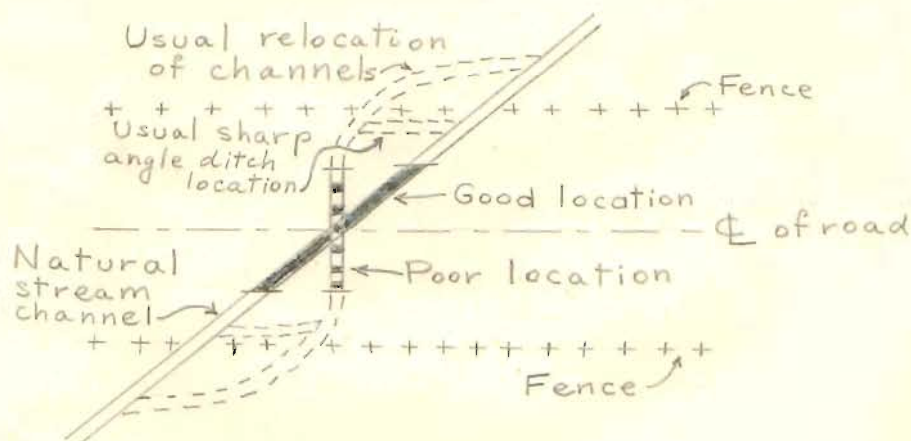 Usual relocation
of channels
Fence
Usual sharp
angle ditch
location
Good location
℄ of road
Natural
stream
channel
Poor location
Fence